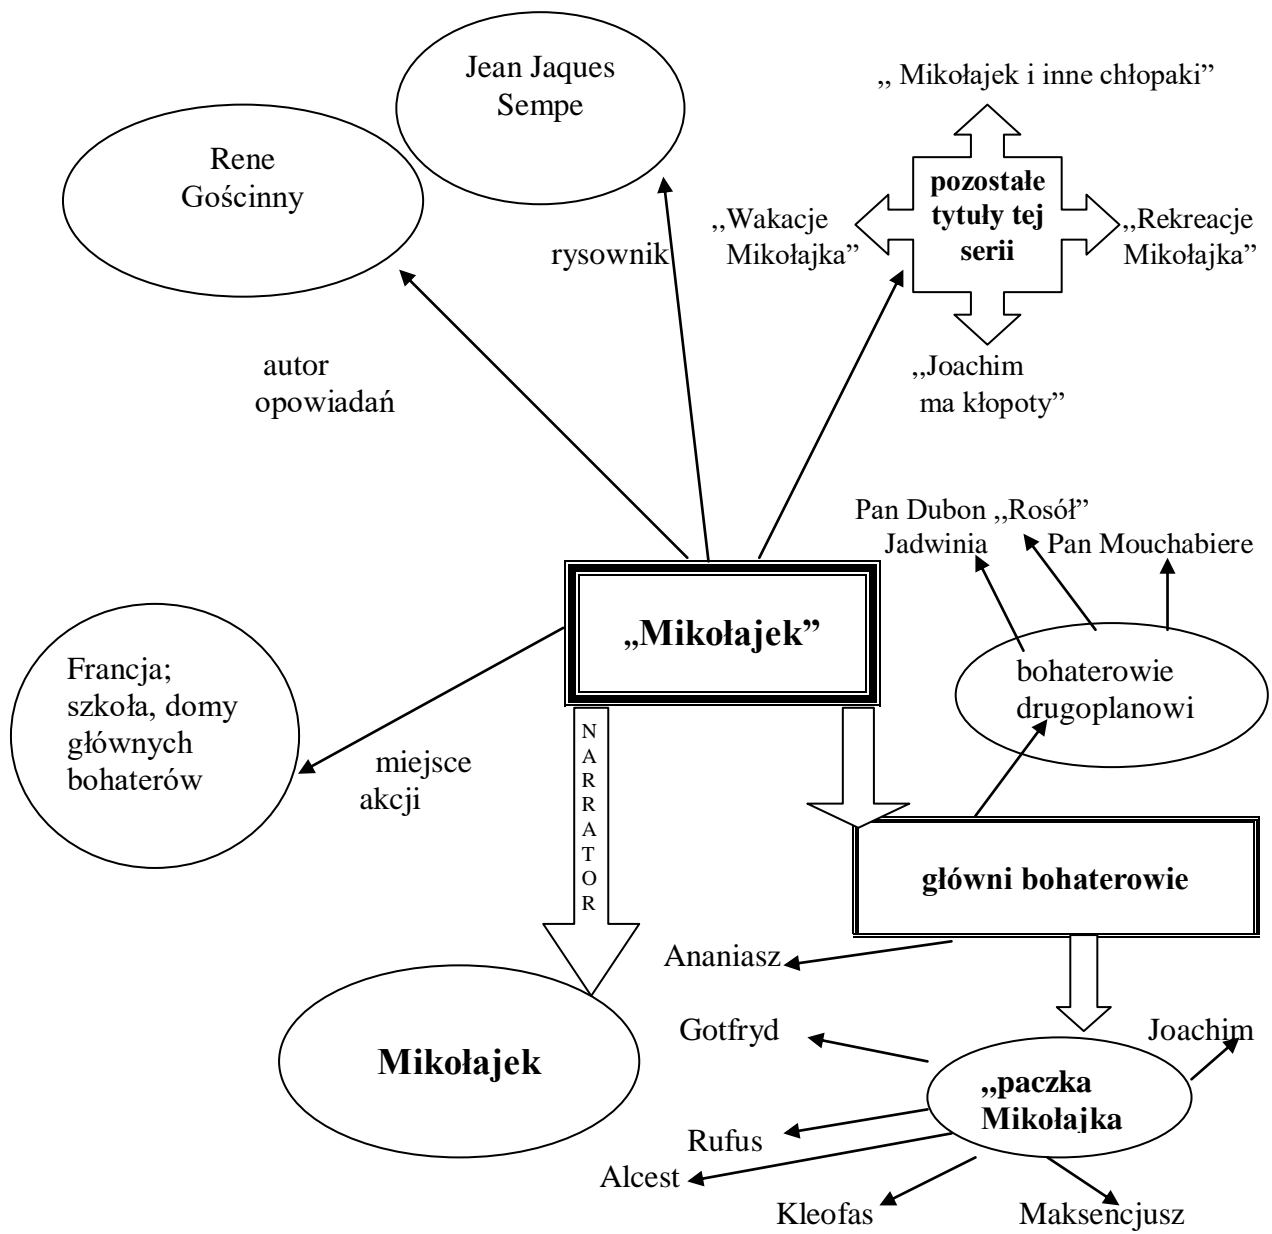 Jean Jaques
Sempe
Rene
Gościnny
,, Mikołajek i inne chłopaki”
pozostałe
tytuły tej
serii
,,Wakacje
Mikołajka”
,,Rekreacje
Mikołajka”
,,Joachim
ma kłopoty”
rysownik
autor
opowiadań
Pan Dubon ,,Rosół”
Jadwinia
Pan Mouchabiere
„Mikołajek”
bohaterowie
drugoplanowi
Francja;
szkoła, domy
głównych
bohaterów
miejsce
akcji
NARRATOR
główni bohaterowie
Mikołajek
Ananiasz
Gotfryd
Joachim
,,paczka
Mikołajka
Rufus
Alcest
Kleofas
Maksencjusz